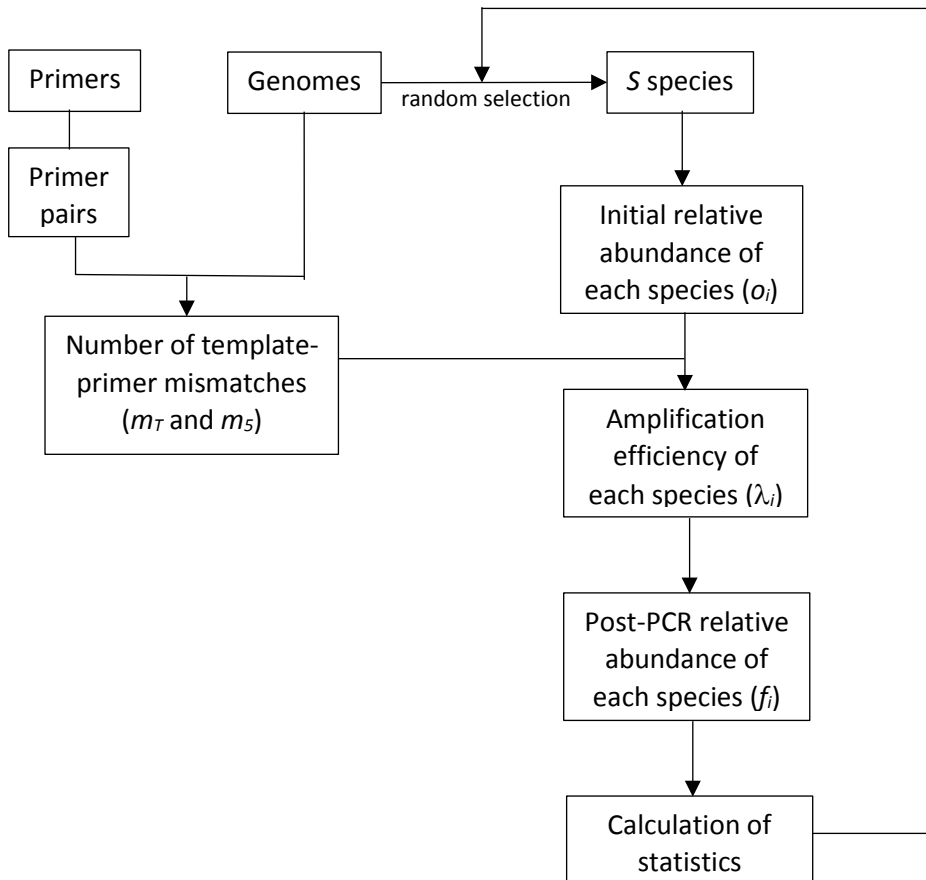 Primers
Genomes
random selection
S species
Primer
pairs
Initial relative
abundance of
each species (oi)
Number of template-
primer mismatches
(mT and m5)
Amplification
efficiency of
each species (λi)
Post-PCR relative
abundance of
each species (fi)
Calculation of
statistics